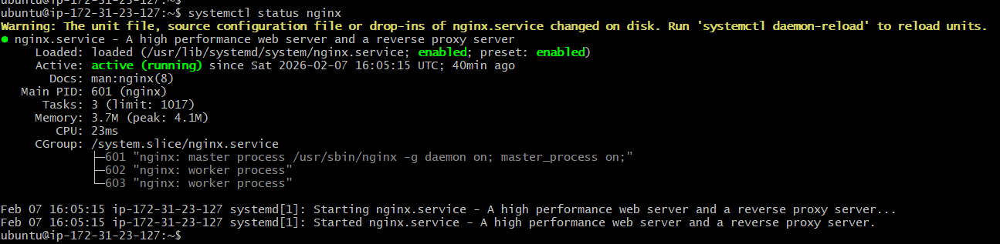 ubuntu@ip-172-31-23-127:~$
ubuntu@ip-172-31-23-127:~$ systemctl status nginx
Warning: The unit file, source configuration file or drop-ins of nginx.service changed on disk. Run 'systemctl daemon-reload' to reload units.
● nginx.service - A high performance web server and a reverse proxy server
     Loaded: loaded (/usr/lib/systemd/system/nginx.service; enabled; preset: enabled)
     Active: active (running) since Sat 2026-02-07 16:05:15 UTC; 40min ago
       Docs: man:nginx(8)
   Main PID: 601 (nginx)
      Tasks: 3 (limit: 1017)
     Memory: 3.7M (peak: 4.1M)
        CPU: 23ms
     CGroup: /system.slice/nginx.service
             ├─601 "nginx: master process /usr/sbin/nginx -g daemon on; master_process on;"
             ├─602 "nginx: worker process"
             └─603 "nginx: worker process"

Feb 07 16:05:15 ip-172-31-23-127 systemd[1]: Starting nginx.service - A high performance web server and a reverse proxy server...
Feb 07 16:05:15 ip-172-31-23-127 systemd[1]: Started nginx.service - A high performance web server and a reverse proxy server.
ubuntu@ip-172-31-23-127:~$